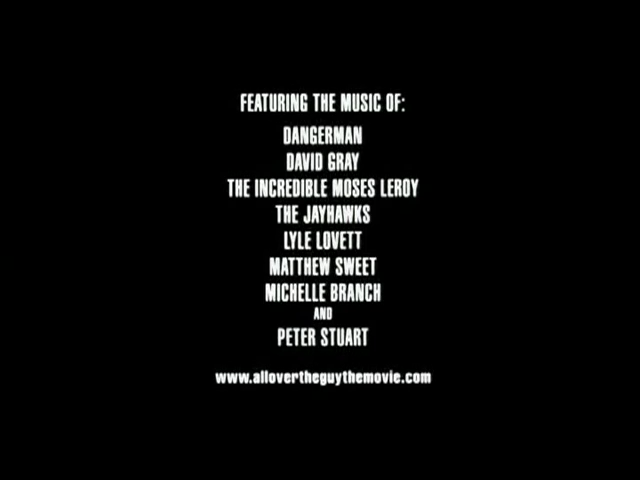 FEATURING THE MUSIC OF:
DANGERMAN
DAVID GRAY
THE INCREDIBLE MOSES LEROY
THE JAYHAWKS
LYLE LOVETT
MATTHEW SWEET
MICHELLE BRANCH
AND
PETER STUART
www.allovertheguythemovie.com